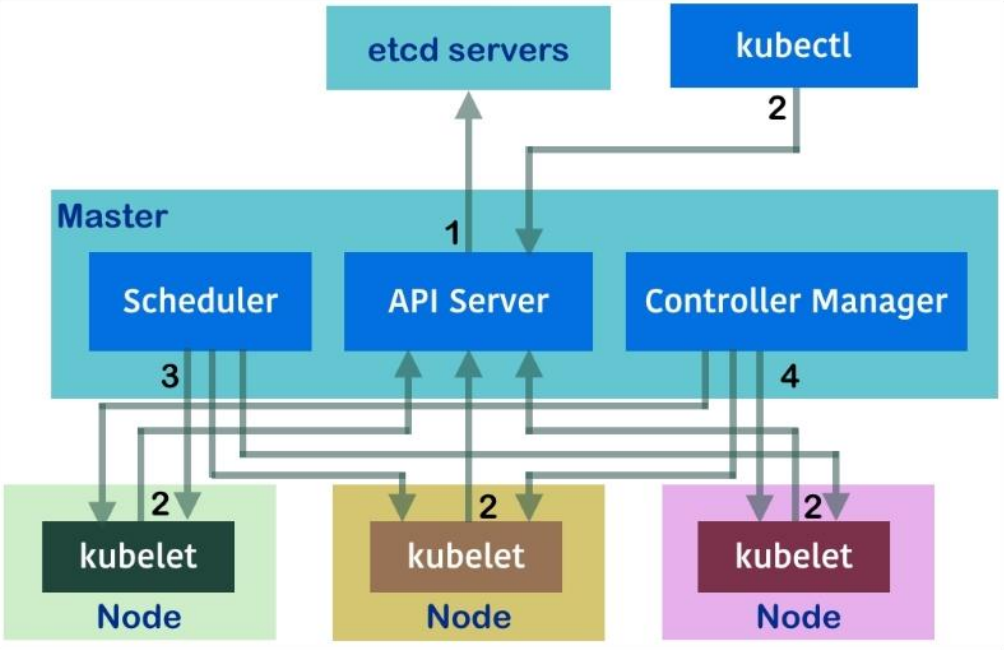 etcd servers
kubectl
2
Master
1
Scheduler
API Server
Controller Manager
3
4
2
2
2
kubelet
kubelet
kubelet
Node
Node
Node